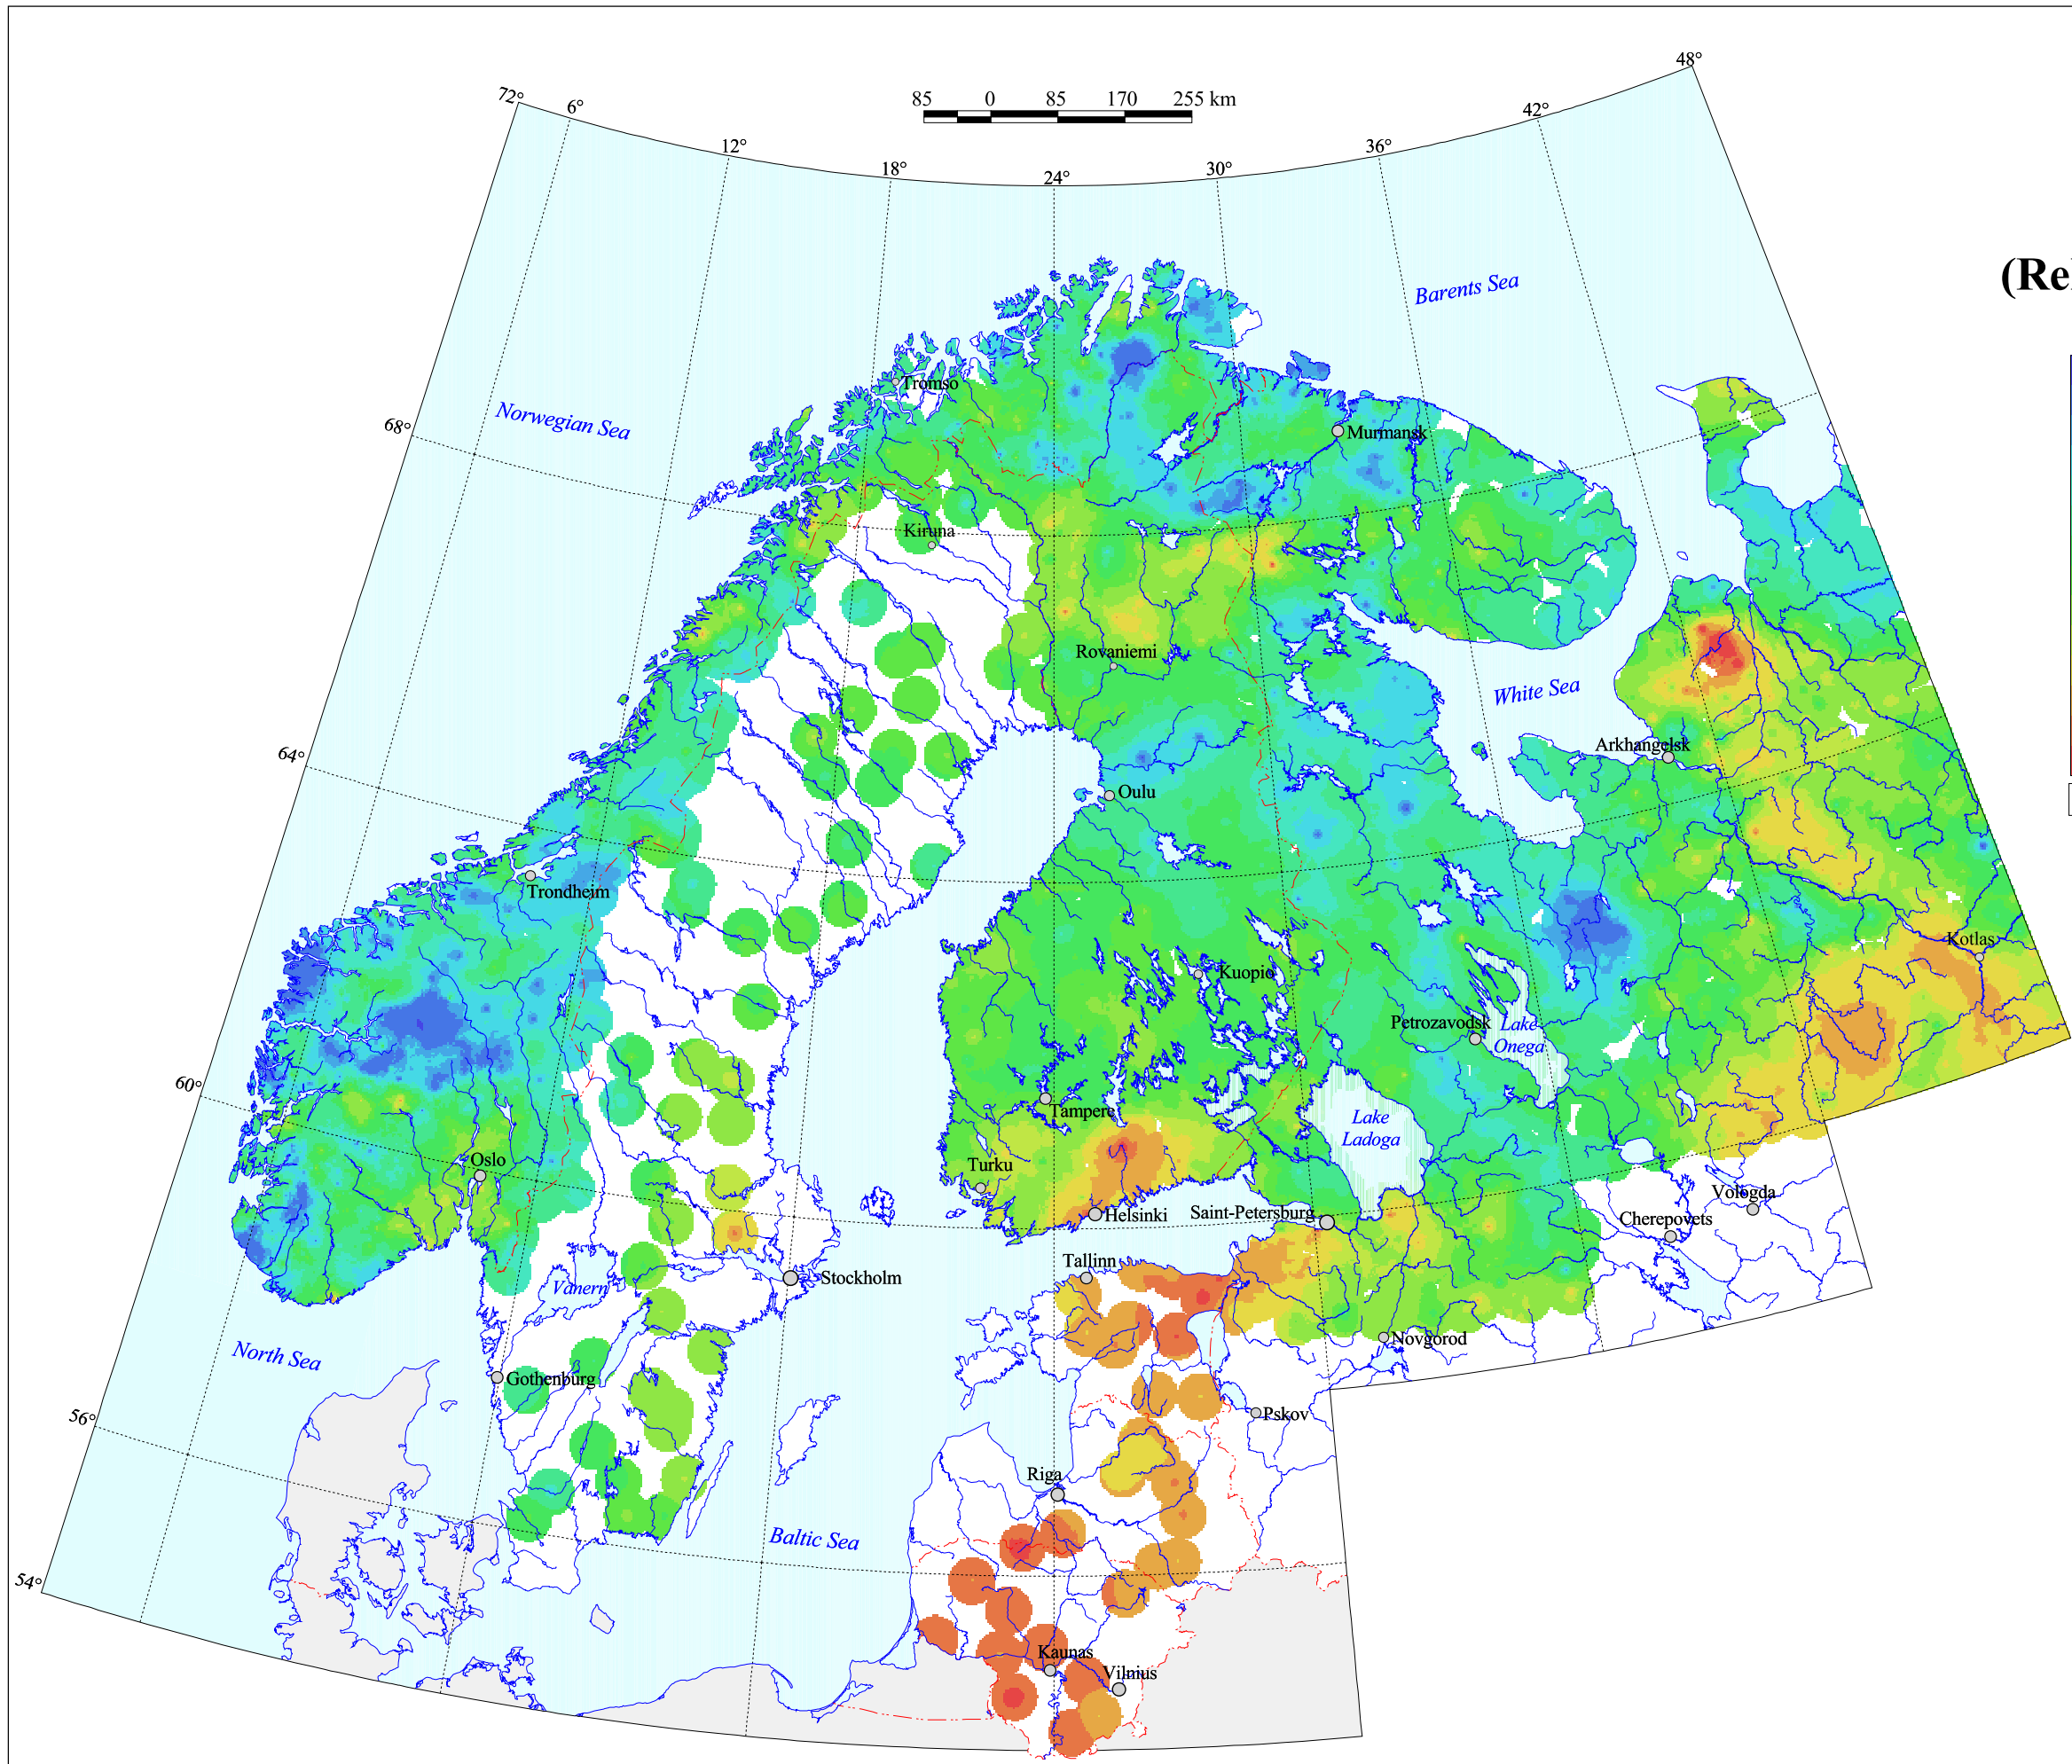 48°
72°
6°
42°
85 0 85 170 255 km
12°
36°
18°
30°
24°
(Re
Barents Sea
Tromso
Norwegian Sea
68°
Murmansk
Kiruna
Rovaniemi
White Sea
Arkhangelsk
64°
Oulu
Trondheim
Kotlas
Kuopio
Petrozavodsk
Lake
Onega
60°
Tampere
Lake
Ladoga
Oslo
Turku
Vologda
Helsinki
Saint-Petersburg
Cherepovets
Tallinn
Stockholm
Vanern
Novgorod
North Sea
Gothenburg
56°
Pskov
Riga
Baltic Sea
54°
Kaunas
Vilnius